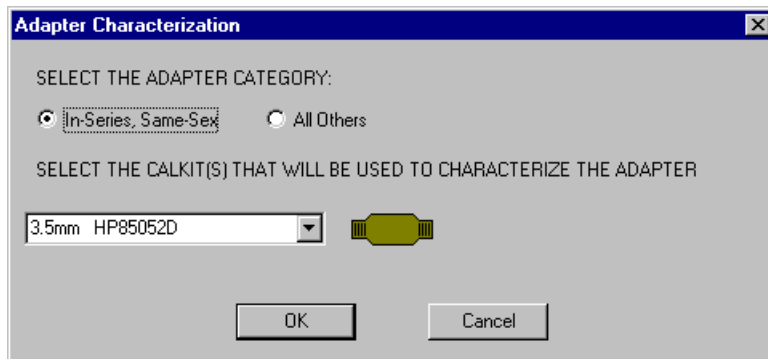 Adapter Characterization
SELECT THE ADAPTER CATEGORY:
In-Series, Same-Sex All Others
SELECT THE CALKIT(S) THAT WILL BE USED TO CHARACTERIZE THE ADAPTER
3.5mm HP85052D
OK Cancel